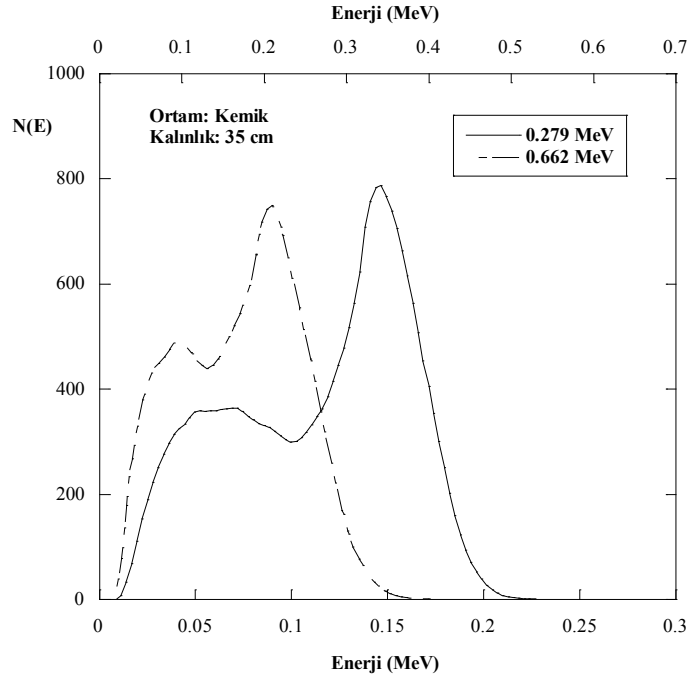 Enerji (MeV)
0 0.1 0.2 0.3 0.4 0.5 0.6 0.7
1000
N(E)
Ortam: Kemik
Kalınlık: 35 cm
0.279 MeV
0.662 MeV
800
600
400
200
0
0 0.05 0.1 0.15 0.2 0.25 0.3
Enerji (MeV)